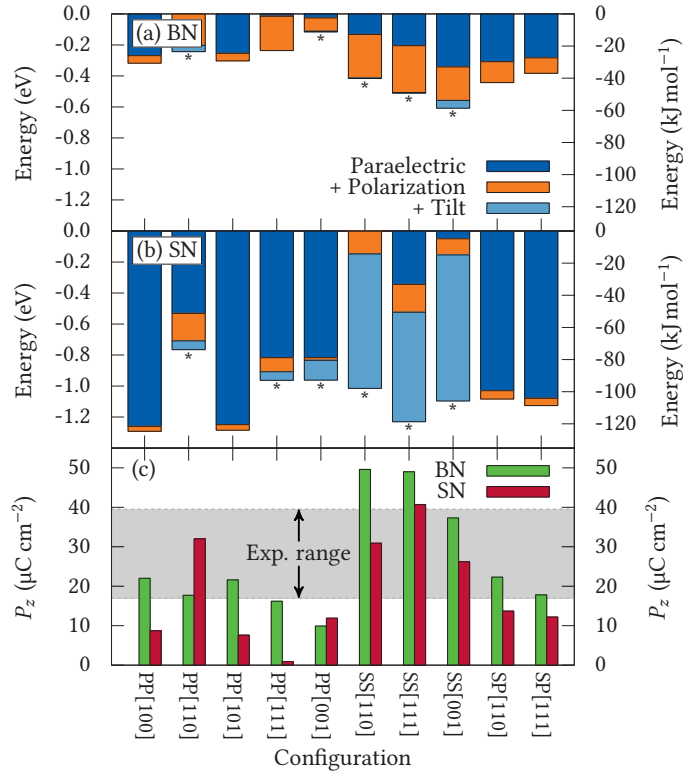 (a) BN
Energy (eV)
0.0
-0.2
-0.4
-0.6
-0.8
-1.0
-1.2
0
-20
-40
-60
-80
-100
-120
Energy (kJ mol⁻¹)
* * * * *
Paraelectric
+ Polarization
+ Tilt
(b) SN
Energy (eV)
0.0
-0.2
-0.4
-0.6
-0.8
-1.0
-1.2
0
-20
-40
-60
-80
-100
-120
Energy (kJ mol⁻¹)
* * * * * *
(c)
BN
SN
Exp. range
P_z (µC cm⁻²)
50
40
30
20
10
0
50
40
30
20
10
0
P_z (µC cm⁻²)
PP[100]
PP[110]
PP[101]
PP[111]
PP[001]
SS[110]
SS[111]
SS[001]
SP[110]
SP[111]
Configuration